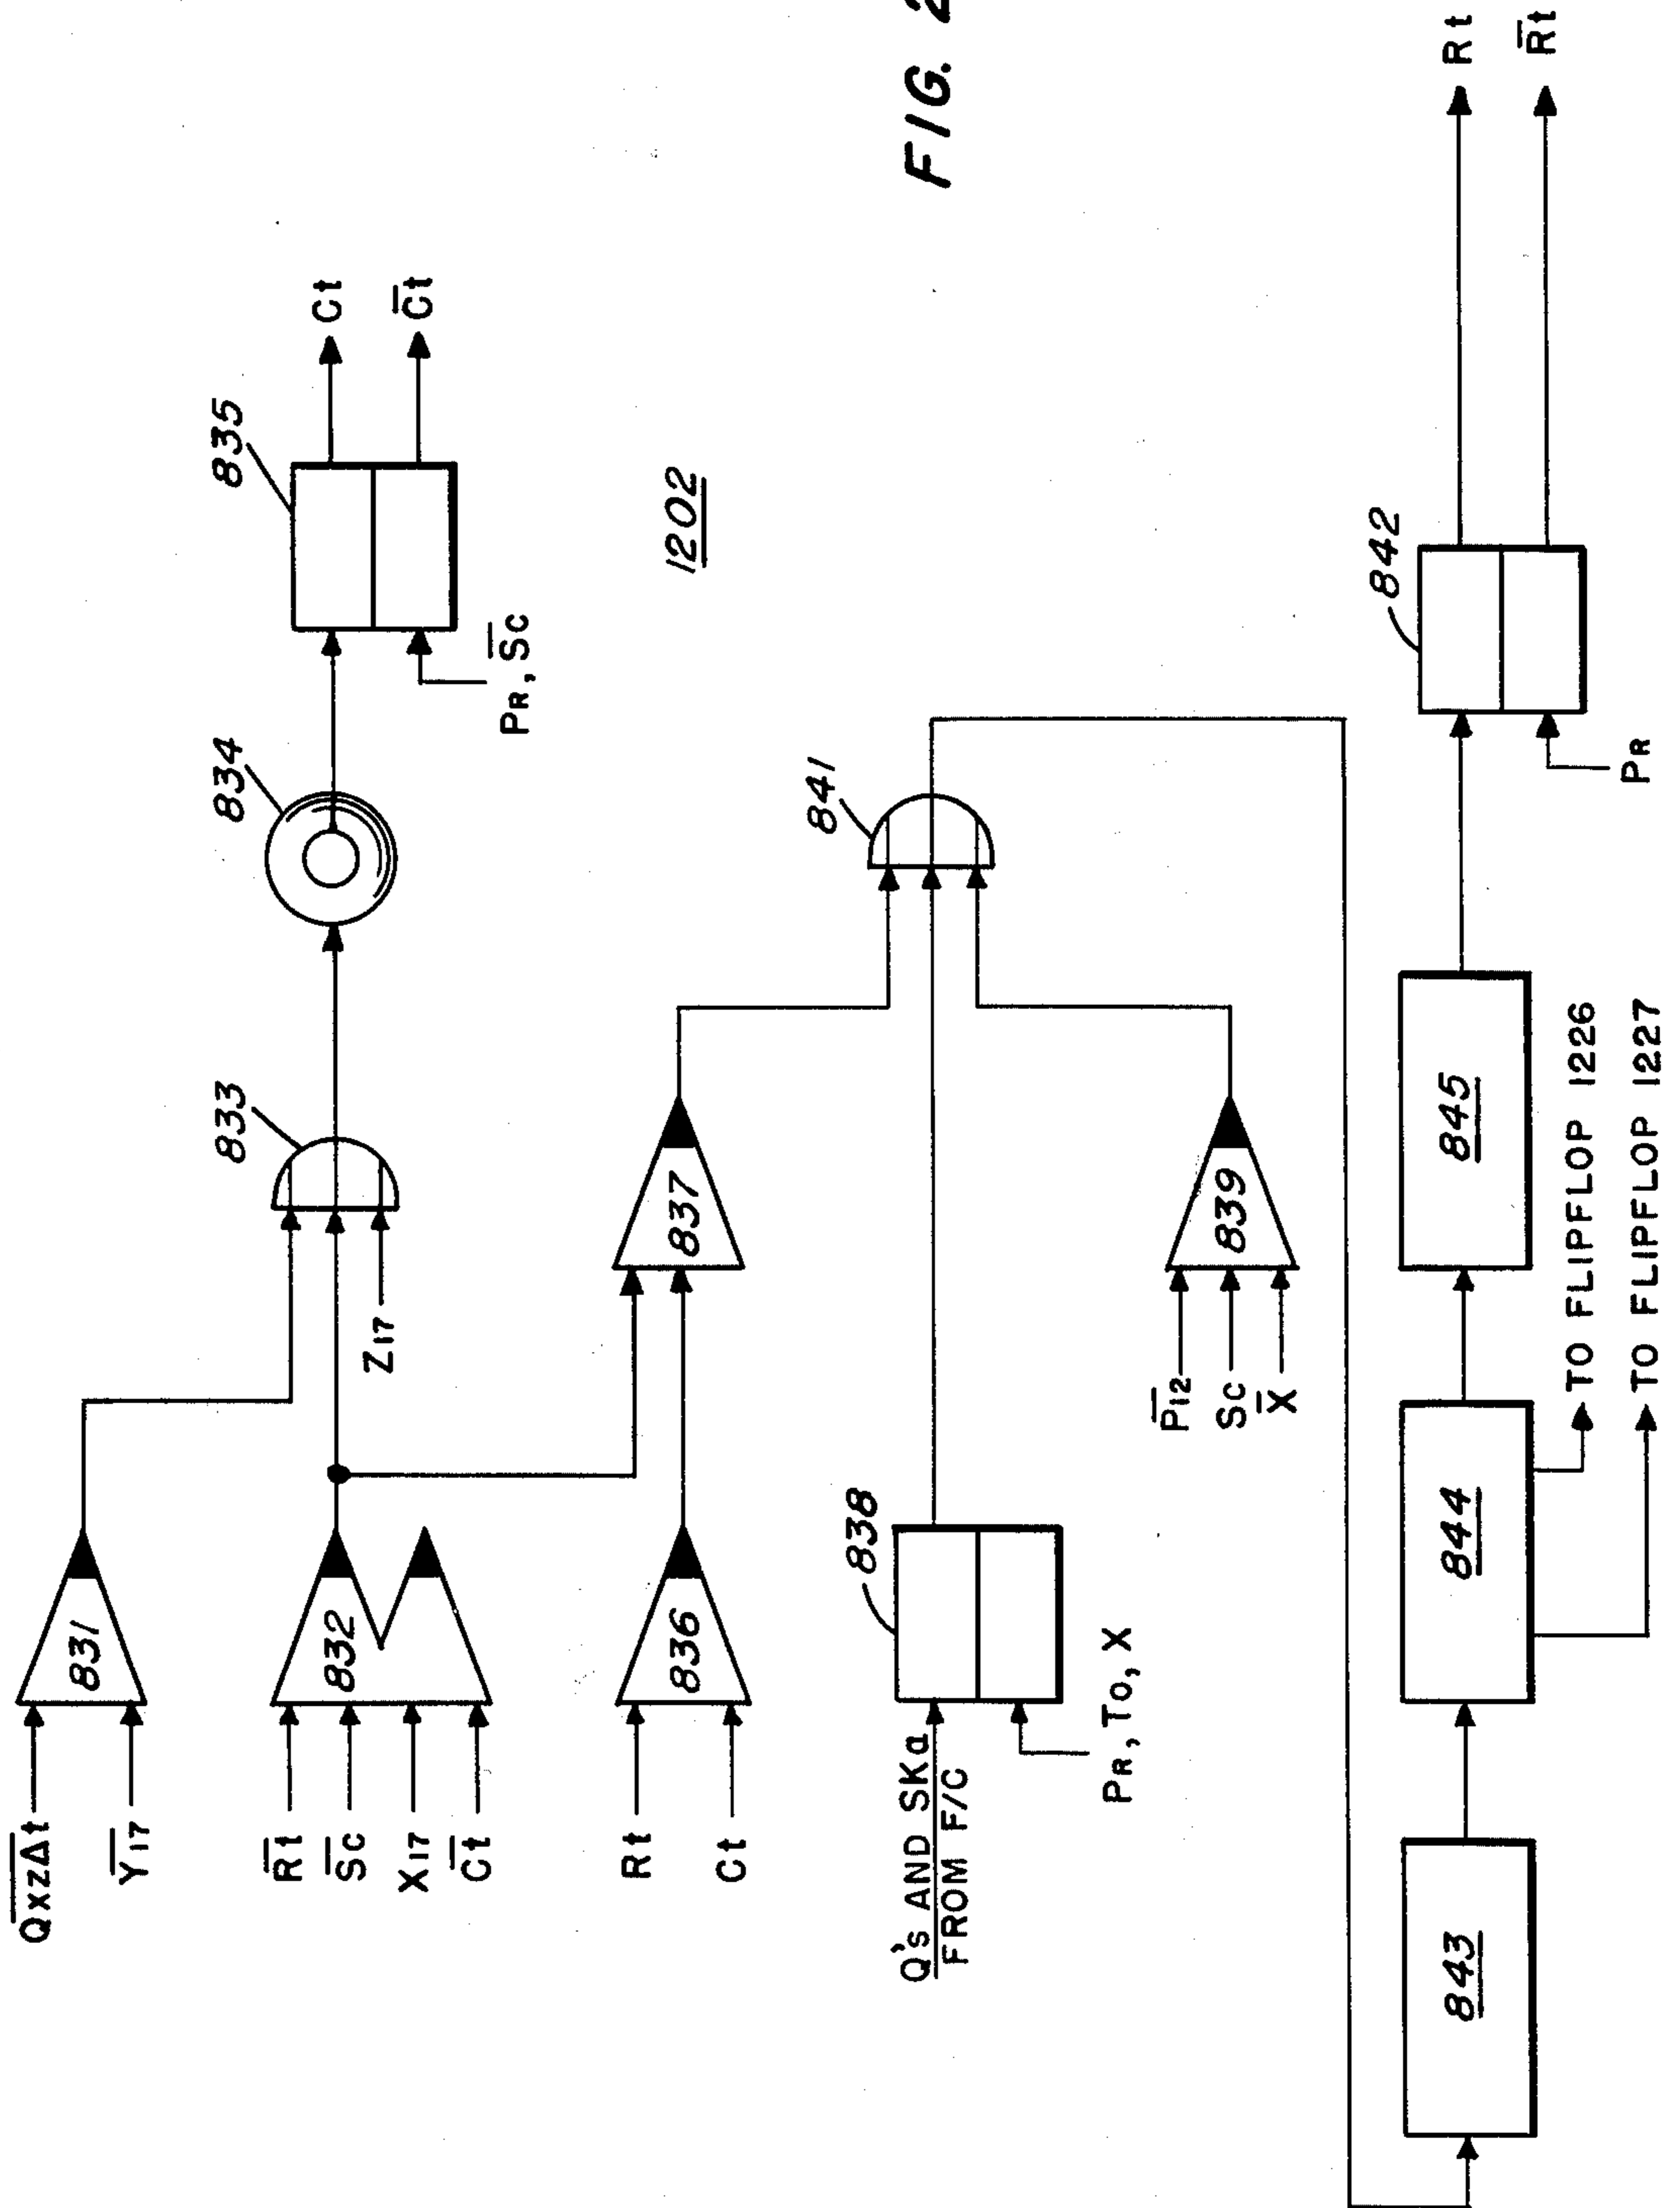 Q̅x̅z̅Δ̅t̅
Y̅17
831
R̅t
S̅c
X17
C̅t
832
833
Z17
834
835
Ct
C̅t
PR, S̅c
Rt
Ct
836
837
1202
Q's AND SKa
FROM F/C
838
PR, To, X
P̅12
Sc
X̅
839
841
FIG. 2
843
844
845
TO FLIPFLOP 1226
TO FLIPFLOP 1227
842
PR
Rt
R̅t